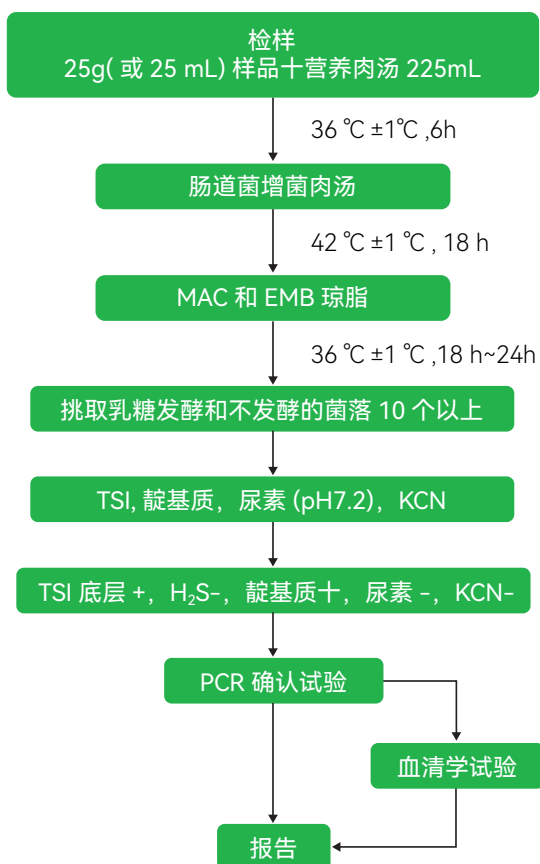 检样
25g( 或 25 mL) 样品十营养肉汤 225mL
36 ℃ ±1℃ ,6h
肠道菌增菌肉汤
42 ℃ ±1 ℃ , 18 h
MAC 和 EMB 琼脂
36 ℃ ±1 ℃ ,18 h~24h
挑取乳糖发酵和不发酵的菌落 10 个以上
TSI, 靛基质，尿素 (pH7.2)，KCN
TSI 底层 +，H₂S-，靛基质十，尿素 -，KCN-
PCR 确认试验
血清学试验
报告